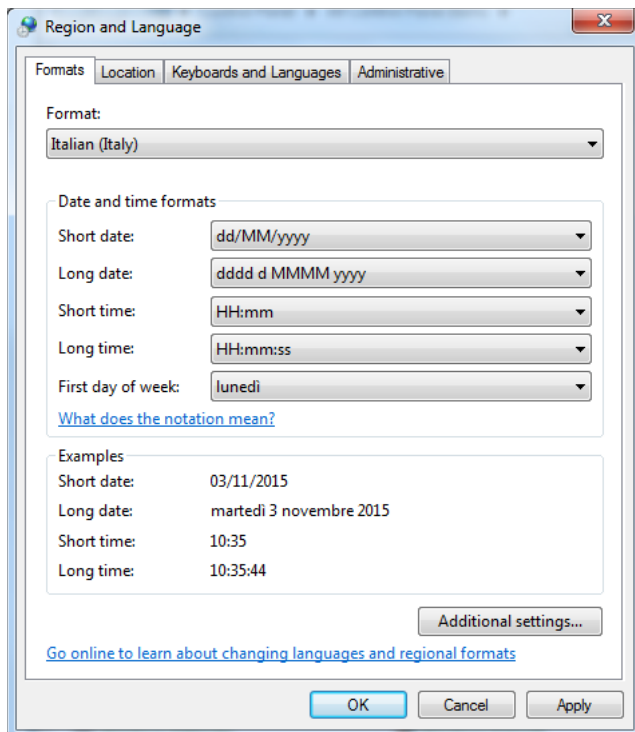 Region and Language
Formats Location Keyboards and Languages Administrative
Format:
Italian (Italy)
Date and time formats
Short date: dd/MM/yyyy
Long date: dddd d MMMM yyyy
Short time: HH:mm
Long time: HH:mm:ss
First day of week: lunedì
What does the notation mean?
Examples
Short date: 03/11/2015
Long date: martedì 3 novembre 2015
Short time: 10:35
Long time: 10:35:44
Additional settings...
Go online to learn about changing languages and regional formats
OK Cancel Apply